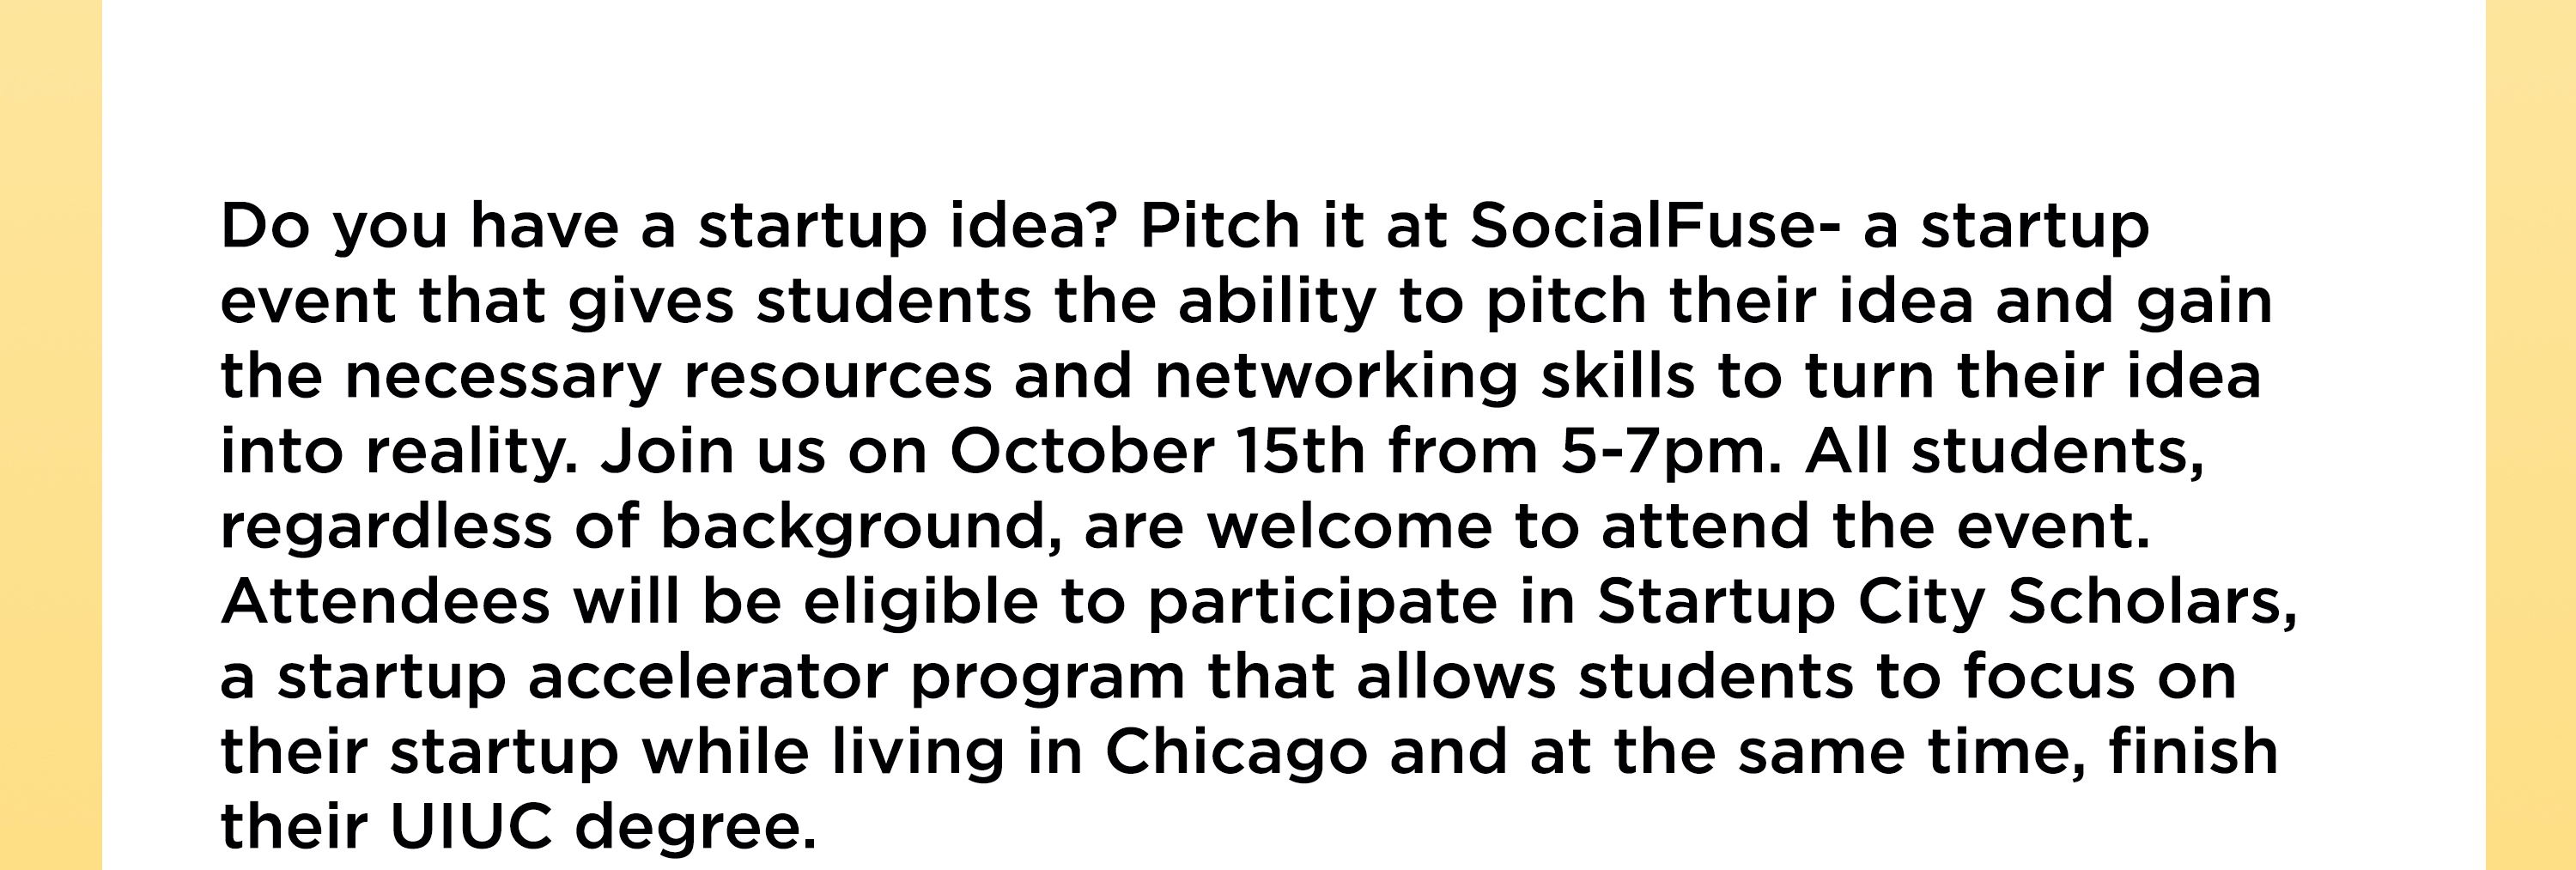 Do you have a startup idea? Pitch it at SocialFuse- a startup
event that gives students the ability to pitch their idea and gain
the necessary resources and networking skills to turn their idea
into reality. Join us on October 15th from 5-7pm. All students,
regardless of background, are welcome to attend the event.
Attendees will be eligible to participate in Startup City Scholars,
a startup accelerator program that allows students to focus on
their startup while living in Chicago and at the same time, finish
their UIUC degree.